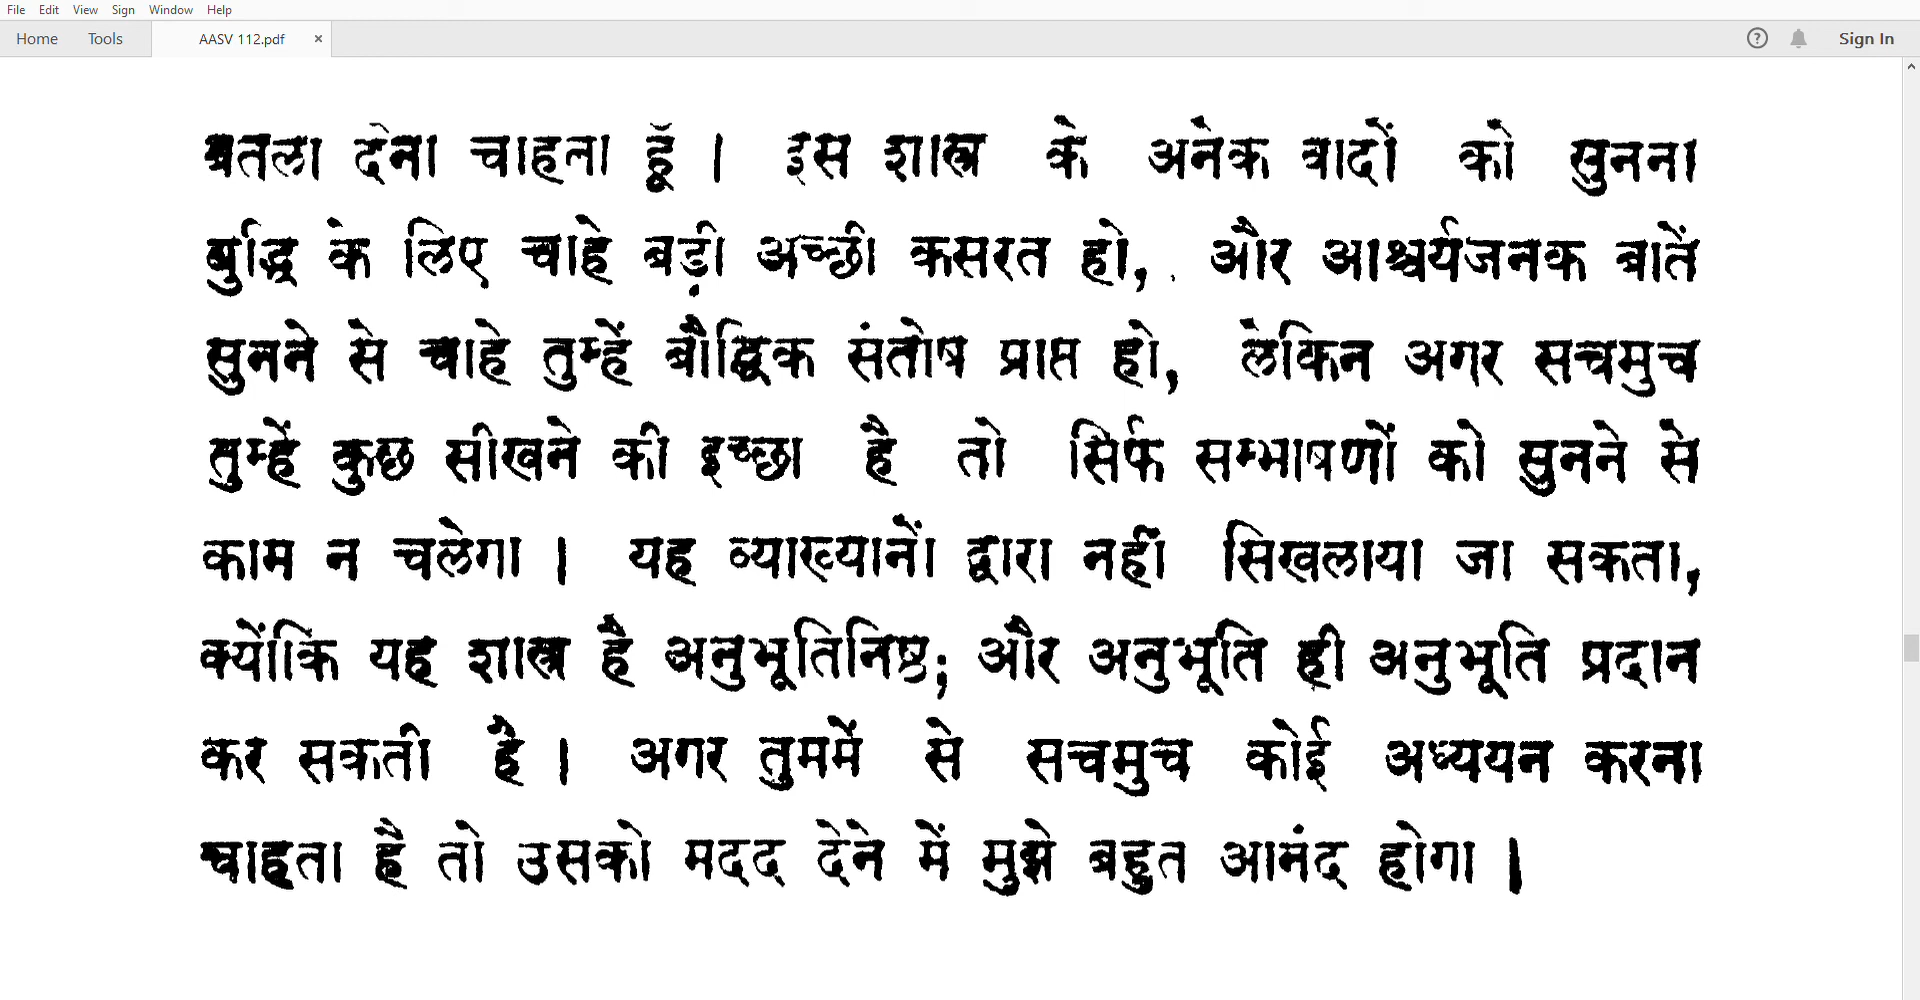 File Edit View Sign Window Help
Home Tools AASV 112.pdf × ? Sign In
बतला देना चाहता हूँ । इस शास्त्र के अनेक वादों को सुनना
बुद्धि के लिए चाहे बड़ी अच्छी कसरत हो, और आश्चर्यजनक बातें
सुनने से चाहे तुम्हें बौद्धिक संतोष प्राप्त हो, लेकिन अगर सचमुच
तुम्हें कुछ सीखने की इच्छा है तो सिर्फ सम्भाषणों को सुनने से
काम न चलेगा । यह व्याख्यानों द्वारा नहीं सिखलाया जा सकता,
क्योंकि यह शास्त्र है अनुभूतिनिष्ठ; और अनुभूति ही अनुभूति प्रदान
कर सकती है । अगर तुममें से सचमुच कोई अध्ययन करना
चाहता है तो उसको मदद देने में मुझे बहुत आनंद होगा ।